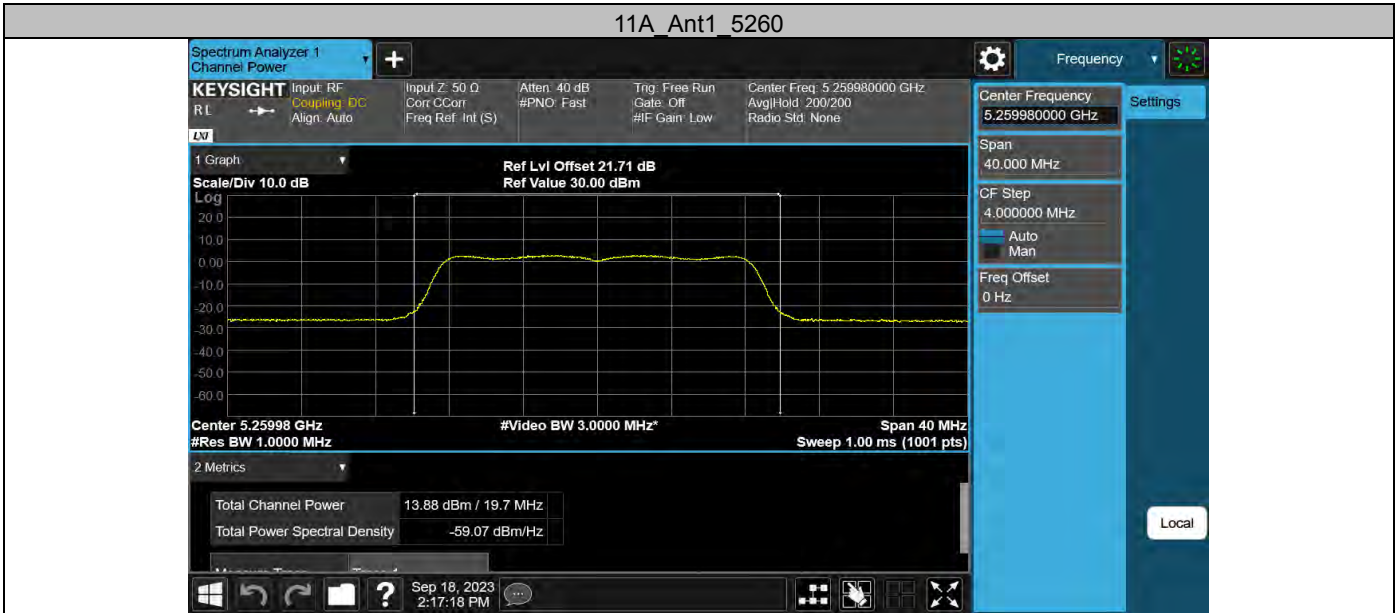 11A_Ant1_5260
Spectrum Analyzer 1
Channel Power
Frequency
KEYSIGHT
RL
LXI
Input: RF
Coupling: DC
Align: Auto
Input Z: 50 Ω
Corr CCorr
Freq Ref: Int (S)
Atten: 40 dB
#PNO: Fast
Trig: Free Run
Gate: Off
#IF Gain: Low
Center Freq: 5.259980000 GHz
Avg|Hold: 200/200
Radio Std: None
Center Frequency
5.259980000 GHz
Settings
Span
40.000 MHz
CF Step
4.000000 MHz
Auto
Man
Freq Offset
0 Hz
Local
1 Graph
Scale/Div 10.0 dB
Ref Lvl Offset 21.71 dB
Ref Value 30.00 dBm
Log
20.0
10.0
0.00
-10.0
-20.0
-30.0
-40.0
-50.0
-60.0
Center 5.25998 GHz
#Res BW 1.0000 MHz
#Video BW 3.0000 MHz*
Span 40 MHz
Sweep 1.00 ms (1001 pts)
2 Metrics
Total Channel Power 13.88 dBm / 19.7 MHz
Total Power Spectral Density -59.07 dBm/Hz
?
Sep 18, 2023
2:17:18 PM